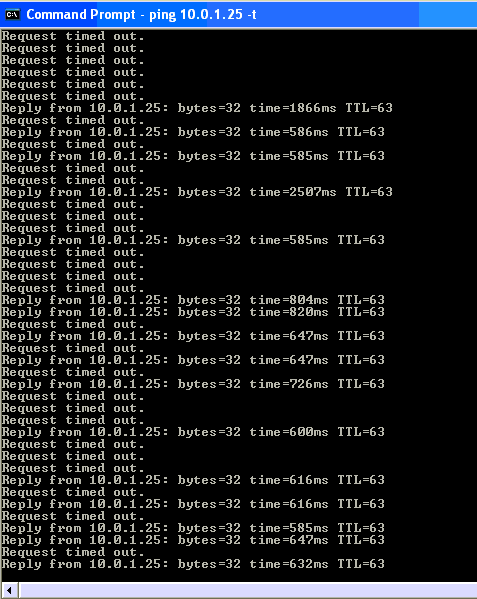 Command Prompt - ping 10.0.1.25 -t
Request timed out.
Request timed out.
Request timed out.
Request timed out.
Request timed out.
Request timed out.
Reply from 10.0.1.25: bytes=32 time=1866ms TTL=63
Request timed out.
Reply from 10.0.1.25: bytes=32 time=586ms TTL=63
Request timed out.
Reply from 10.0.1.25: bytes=32 time=585ms TTL=63
Request timed out.
Request timed out.
Reply from 10.0.1.25: bytes=32 time=2507ms TTL=63
Request timed out.
Request timed out.
Request timed out.
Reply from 10.0.1.25: bytes=32 time=585ms TTL=63
Request timed out.
Request timed out.
Request timed out.
Request timed out.
Reply from 10.0.1.25: bytes=32 time=804ms TTL=63
Reply from 10.0.1.25: bytes=32 time=820ms TTL=63
Request timed out.
Reply from 10.0.1.25: bytes=32 time=647ms TTL=63
Request timed out.
Reply from 10.0.1.25: bytes=32 time=647ms TTL=63
Request timed out.
Reply from 10.0.1.25: bytes=32 time=726ms TTL=63
Request timed out.
Request timed out.
Request timed out.
Reply from 10.0.1.25: bytes=32 time=600ms TTL=63
Request timed out.
Request timed out.
Request timed out.
Reply from 10.0.1.25: bytes=32 time=616ms TTL=63
Request timed out.
Reply from 10.0.1.25: bytes=32 time=616ms TTL=63
Request timed out.
Reply from 10.0.1.25: bytes=32 time=585ms TTL=63
Reply from 10.0.1.25: bytes=32 time=647ms TTL=63
Request timed out.
Reply from 10.0.1.25: bytes=32 time=632ms TTL=63